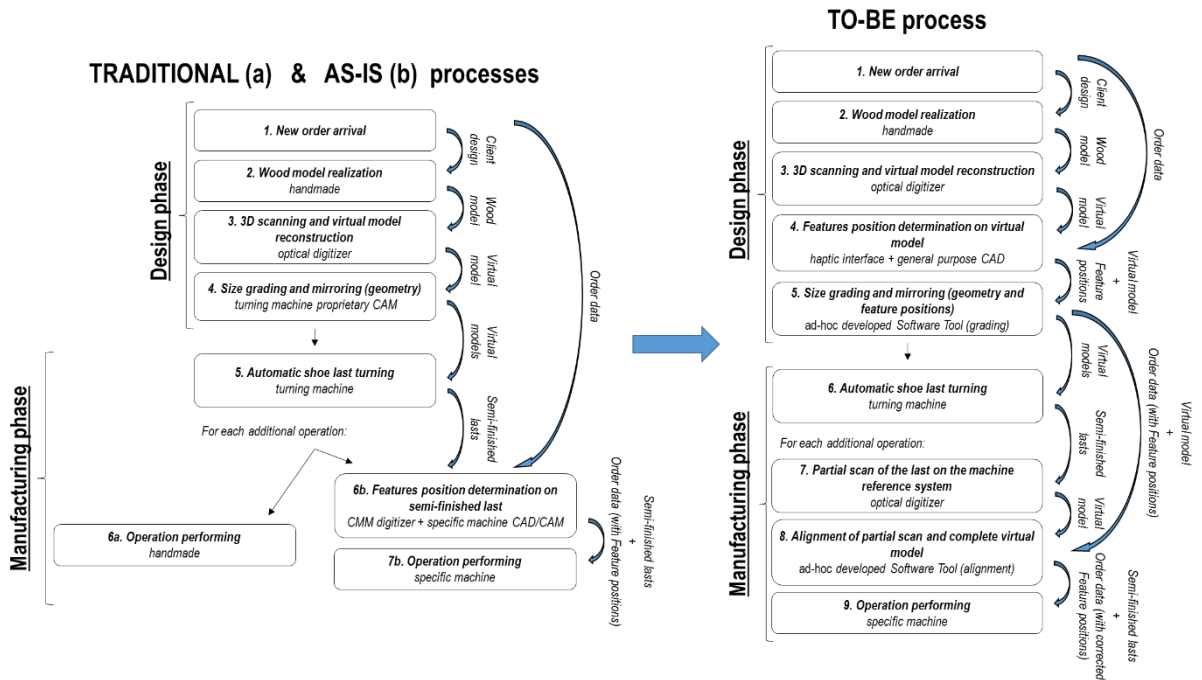 TRADITIONAL (a) & AS-IS (b) processes
Design phase
1. New order arrival
2. Wood model realization
handmade
3. 3D scanning and virtual model
reconstruction
optical digitizer
4. Size grading and mirroring (geometry)
turning machine proprietary CAM
Client
design
Wood
model
Virtual
model
Virtual
models
Order data
Manufacturing phase
5. Automatic shoe last turning
turning machine
Semi-finished
lasts
For each additional operation:
6a. Operation performing
handmade
6b. Features position determination on
semi-finished last
CMM digitizer + specific machine CAD/CAM
7b. Operation performing
specific machine
Semi-finished lasts
+
Order data (with Feature positions)
TO-BE process
Design phase
1. New order arrival
2. Wood model realization
handmade
3. 3D scanning and virtual model reconstruction
optical digitizer
4. Features position determination on virtual
model
haptic interface + general purpose CAD
5. Size grading and mirroring (geometry and
feature positions)
ad-hoc developed Software Tool (grading)
Client
design
Wood
model
Virtual
model
Order data
Virtual model
+
Feature
positions
Virtual
models
Manufacturing phase
6. Automatic shoe last turning
turning machine
For each additional operation:
7. Partial scan of the last on the machine
reference system
optical digitizer
8. Alignment of partial scan and complete virtual
model
ad-hoc developed Software Tool (alignment)
9. Operation performing
specific machine
Semi-finished
lasts
Virtual
model
Virtual model
+
Order data (with Feature positions)
Semi-finished lasts
+
Order data (with corrected
Feature positions)